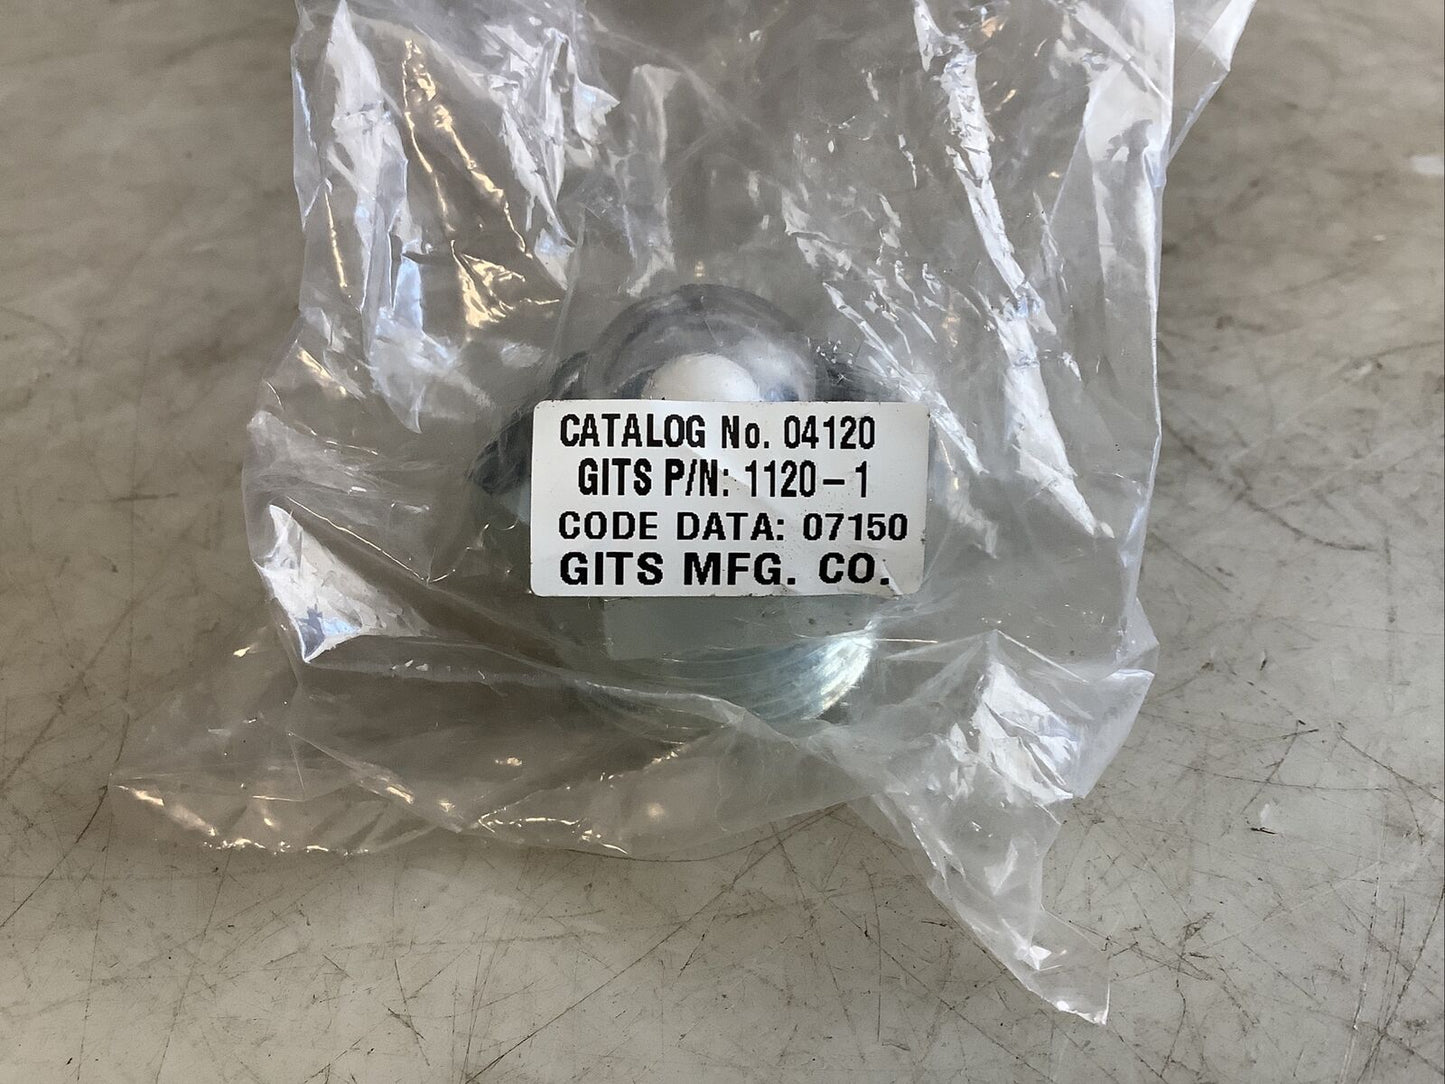 CATALOG No. 04120
GITS P/N: 1120-1
CODE DATA: 07150
GITS MFG. CO.